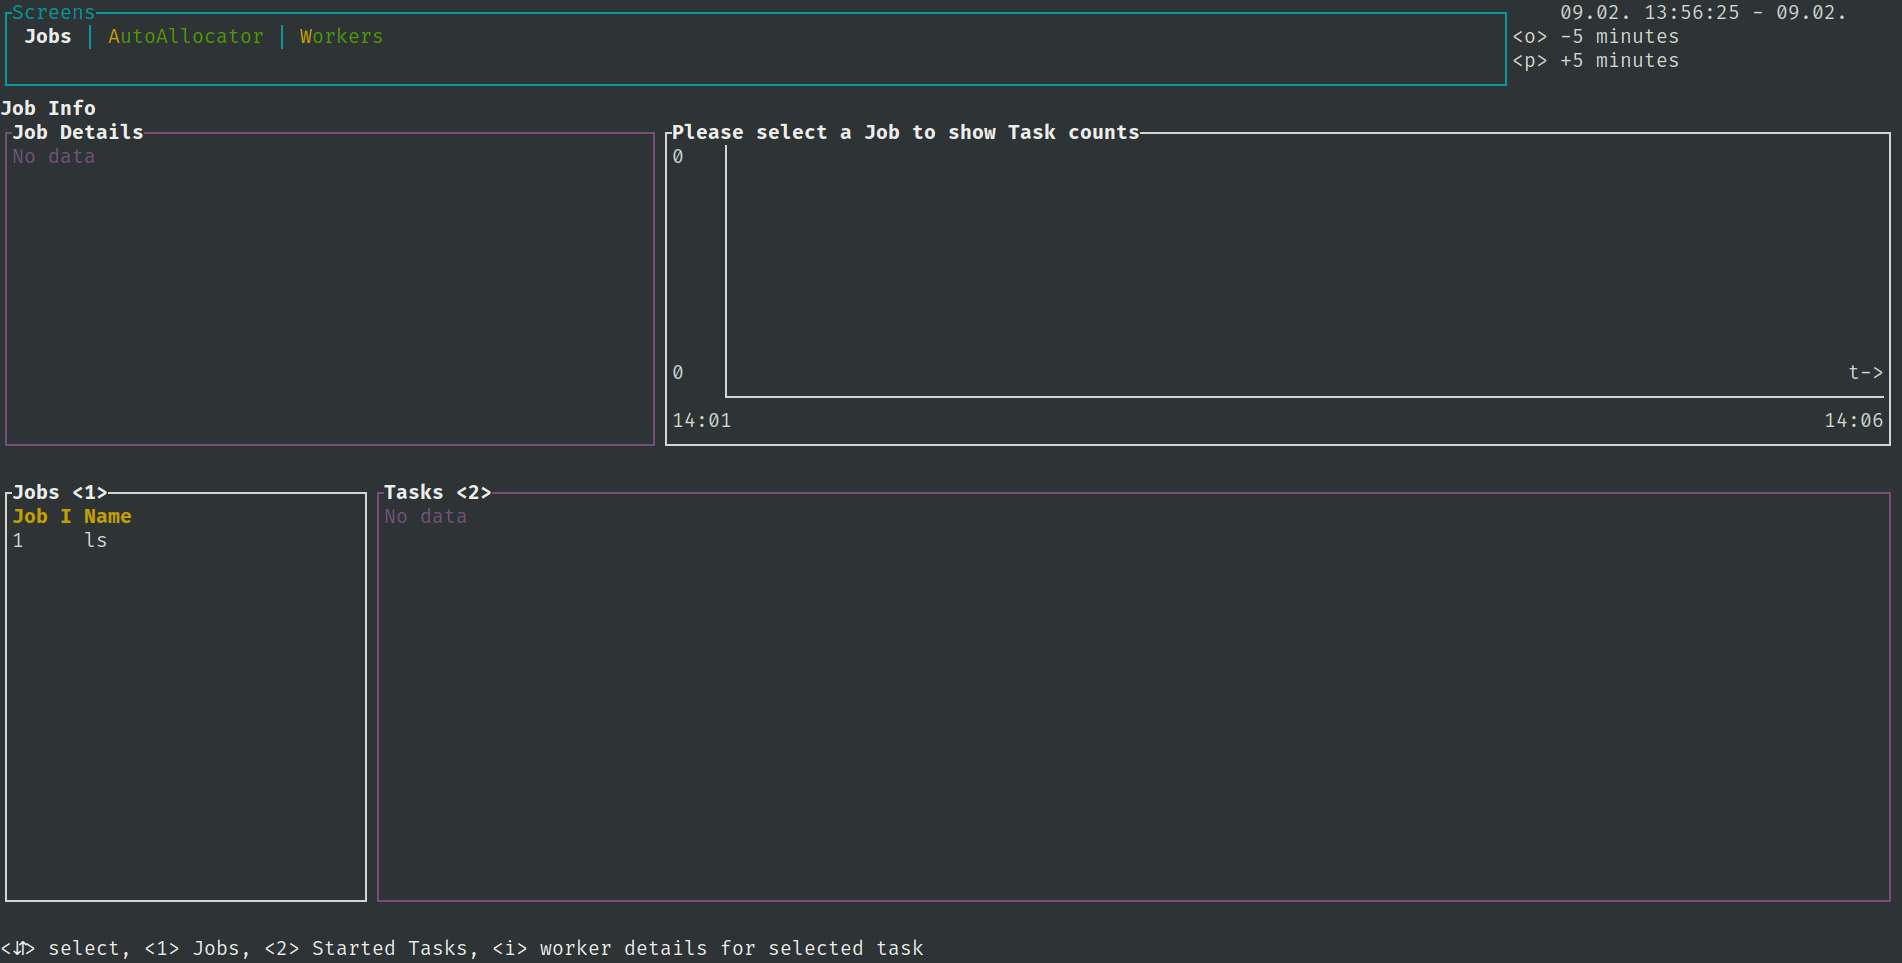 Screens
09.02. 13:56:25 - 09.02.
Jobs | AutoAllocator | Workers
<o> -5 minutes
<p> +5 minutes
Job Info
Job Details
No data
Please select a Job to show Task counts
0
0
t->
14:01 14:06
Jobs <1>
Job I Name
1 ls
Tasks <2>
No data
<⇵> select, <1> Jobs, <2> Started Tasks, <i> worker details for selected task